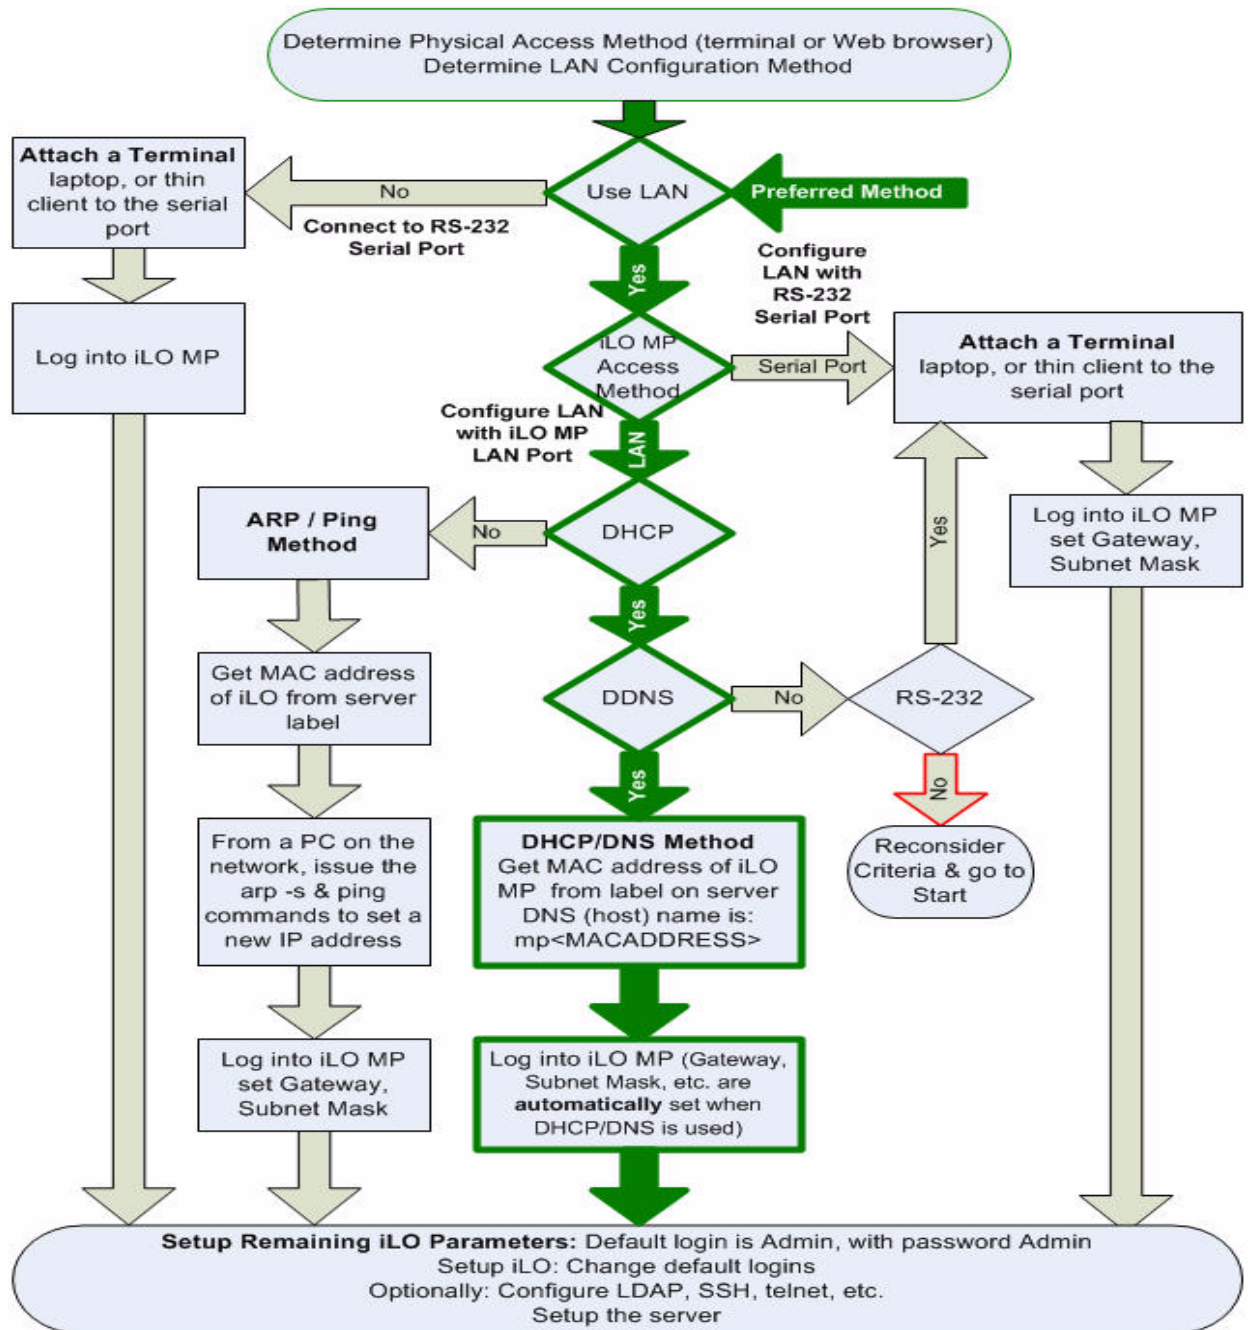 Determine Physical Access Method (terminal or Web browser)
Determine LAN Configuration Method
Attach a Terminal
laptop, or thin
client to the serial
port
No
Use LAN
Preferred Method
Connect to RS-232
Serial Port
Yes
Configure
LAN with
RS-232
Serial Port
Log into iLO MP
iLO MP
Access
Method
Serial Port
Attach a Terminal
laptop, or thin client to the
serial port
Configure LAN
with iLO MP
LAN Port
LAN
ARP / Ping
Method
No
DHCP
Yes
Log into iLO MP
set Gateway,
Subnet Mask
Yes
Get MAC address
of iLO from server
label
DDNS
No
RS-232
Yes
No
From a PC on the
network, issue the
arp -s & ping
commands to set a
new IP address
DHCP/DNS Method
Get MAC address of iLO
MP from label on server
DNS (host) name is:
mp<MACADDRESS>
Reconsider
Criteria & go to
Start
Log into iLO MP
set Gateway,
Subnet Mask
Log into iLO MP (Gateway,
Subnet Mask, etc. are
automatically set when
DHCP/DNS is used)
Setup Remaining iLO Parameters: Default login is Admin, with password Admin
Setup iLO: Change default logins
Optionally: Configure LDAP, SSH, telnet, etc.
Setup the server